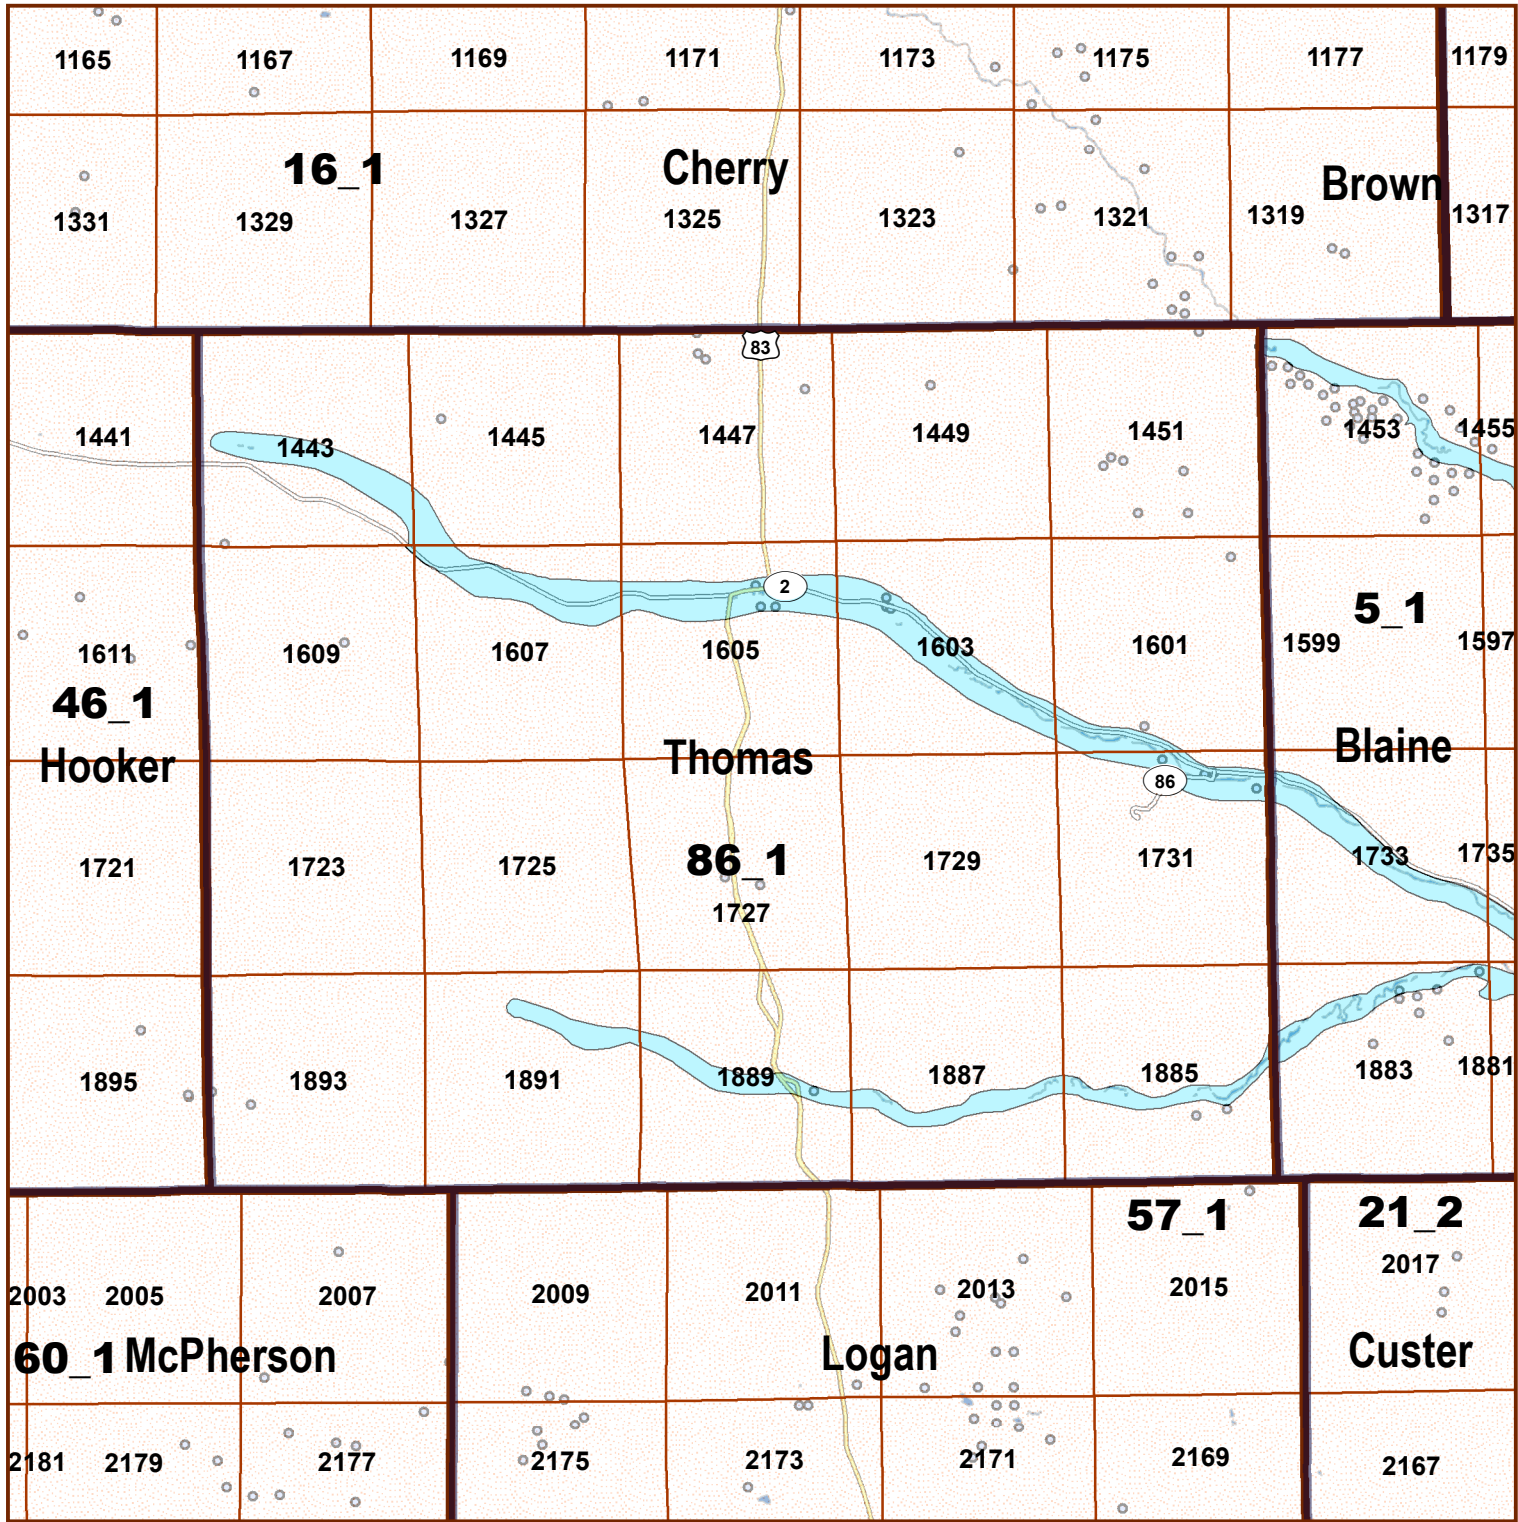 1165 1167 1169 1171 1173 1175 1177 1179
16_1 Cherry Brown
1331 1329 1327 1325 1323 1321 1319 1317
83
1441 1443 1445 1447 1449 1451 1453 1455
2
5_1
1611 1609 1607 1605 1603 1601 1599 1597
46_1
Hooker Thomas Blaine
86
86_1
1721 1723 1725 1729 1731 1733 1735
1727
1895 1893 1891 1889 1887 1885 1883 1881
57_1 21_2
2017
2003 2005 2007 2009 2011 2013 2015
60_1 McPherson Logan Custer
2181 2179 2177 2175 2173 2171 2169 2167